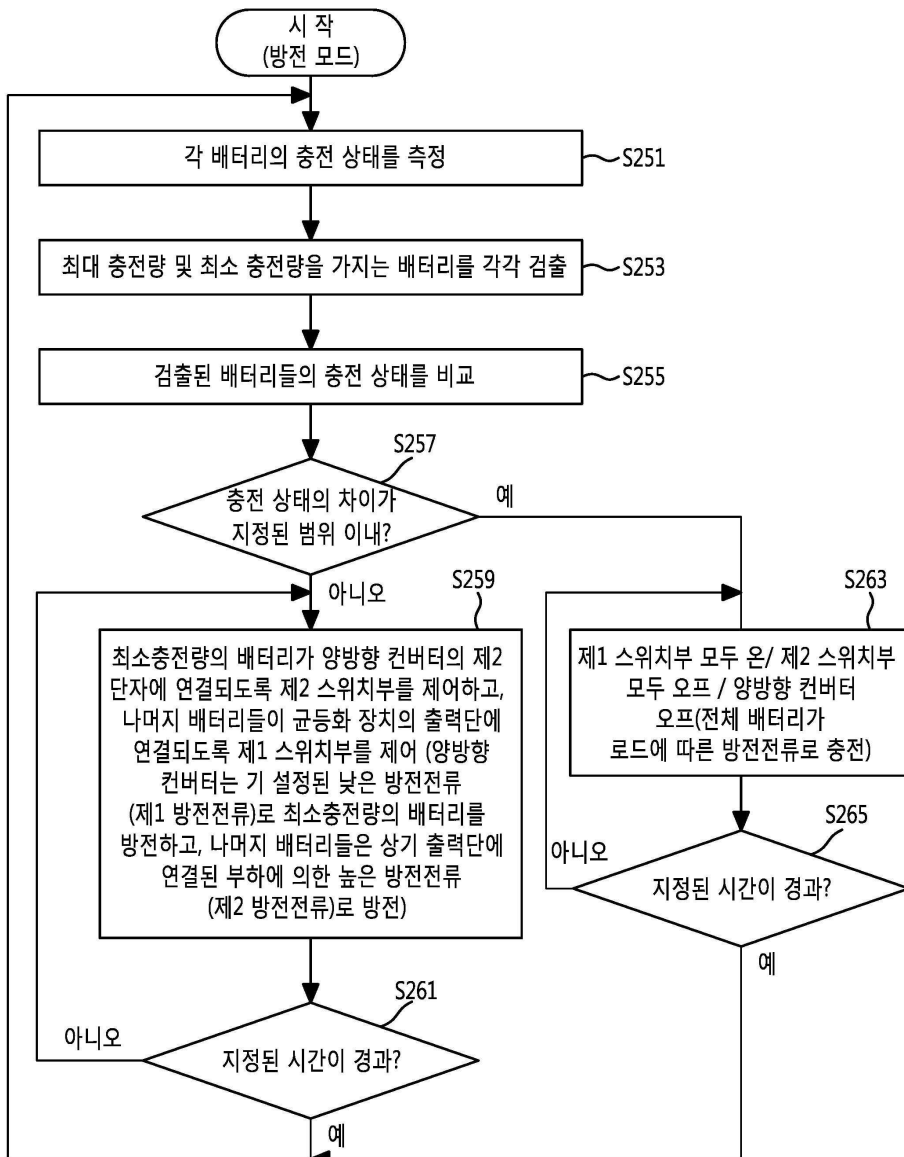 시 작
(방전 모드)
각 배터리의 충전 상태를 측정
S251
최대 충전량 및 최소 충전량을 가지는 배터리를 각각 검출
S253
검출된 배터리들의 충전 상태를 비교
S255
S257
충전 상태의 차이가
지정된 범위 이내?
예
아니오
S259
최소충전량의 배터리가 양방향 컨버터의 제2
단자에 연결되도록 제2 스위치부를 제어하고,
나머지 배터리들이 균등화 장치의 출력단에
연결되도록 제1 스위치부를 제어 (양방향
컨버터는 기 설정된 낮은 방전전류
(제1 방전전류)로 최소충전량의 배터리를
방전하고, 나머지 배터리들은 상기 출력단에
연결된 부하에 의한 높은 방전전류
(제2 방전전류)로 방전)
S263
제1 스위치부 모두 온/ 제2 스위치부
모두 오프 / 양방향 컨버터
오프(전체 배터리가
로드에 따른 방전전류로 충전)
S265
아니오
지정된 시간이 경과?
예
S261
아니오
지정된 시간이 경과?
예